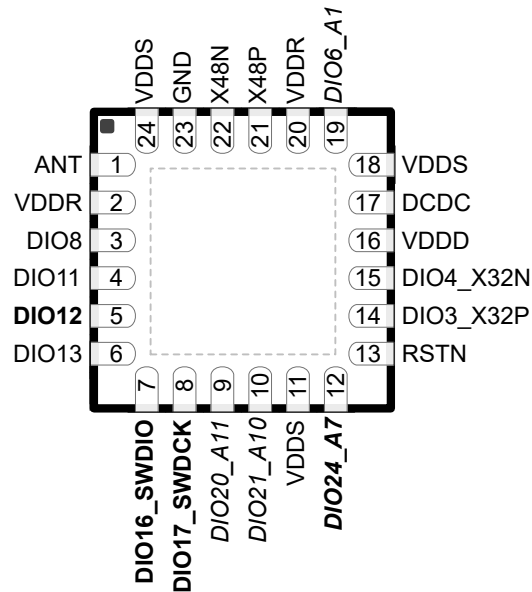 VDDS
GND
X48N
X48P
VDDR
DIO6_A1
24
23
22
21
20
19
ANT 1
VDDR 2
DIO8 3
DIO11 4
DIO12 5
DIO13 6
18 VDDS
17 DCDC
16 VDDD
15 DIO4_X32N
14 DIO3_X32P
13 RSTN
7
8
9
10
11
12
DIO16_SWDIO
DIO17_SWDCK
DIO20_A11
DIO21_A10
VDDS
DIO24_A7